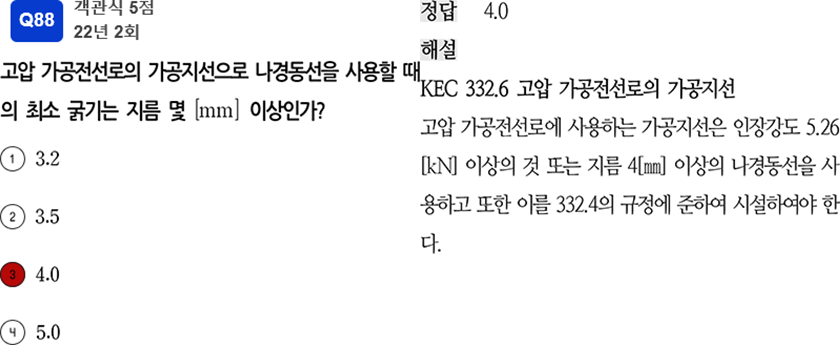 Q88
객관식 5점
22년 2회
고압 가공전선로의 가공지선으로 나경동선을 사용할 때
의 최소 굵기는 지름 몇 [mm] 이상인가?
① 3.2
② 3.5
③ 4.0
④ 5.0
정답 4.0
해설
KEC 332.6 고압 가공전선로의 가공지선
고압 가공전선로에 사용하는 가공지선은 인장강도 5.26
[kN] 이상의 것 또는 지름 4[㎜] 이상의 나경동선을 사
용하고 또한 이를 332.4의 규정에 준하여 시설하여야 한
다.